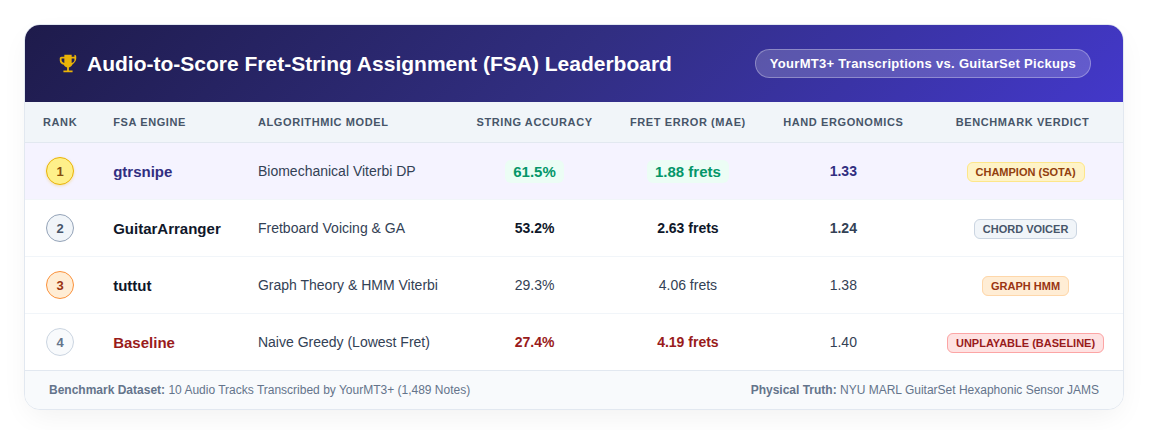 🏆 Audio-to-Score Fret-String Assignment (FSA) Leaderboard
YourMT3+ Transcriptions vs. GuitarSet Pickups
RANK FSA ENGINE ALGORITHMIC MODEL STRING ACCURACY FRET ERROR (MAE) HAND ERGONOMICS BENCHMARK VERDICT
1 gtrsnipe Biomechanical Viterbi DP 61.5% 1.88 frets 1.33 CHAMPION (SOTA)
2 GuitarArranger Fretboard Voicing & GA 53.2% 2.63 frets 1.24 CHORD VOICER
3 tuttut Graph Theory & HMM Viterbi 29.3% 4.06 frets 1.38 GRAPH HMM
4 Baseline Naive Greedy (Lowest Fret) 27.4% 4.19 frets 1.40 UNPLAYABLE (BASELINE)
Benchmark Dataset: 10 Audio Tracks Transcribed by YourMT3+ (1,489 Notes)
Physical Truth: NYU MARL GuitarSet Hexaphonic Sensor JAMS